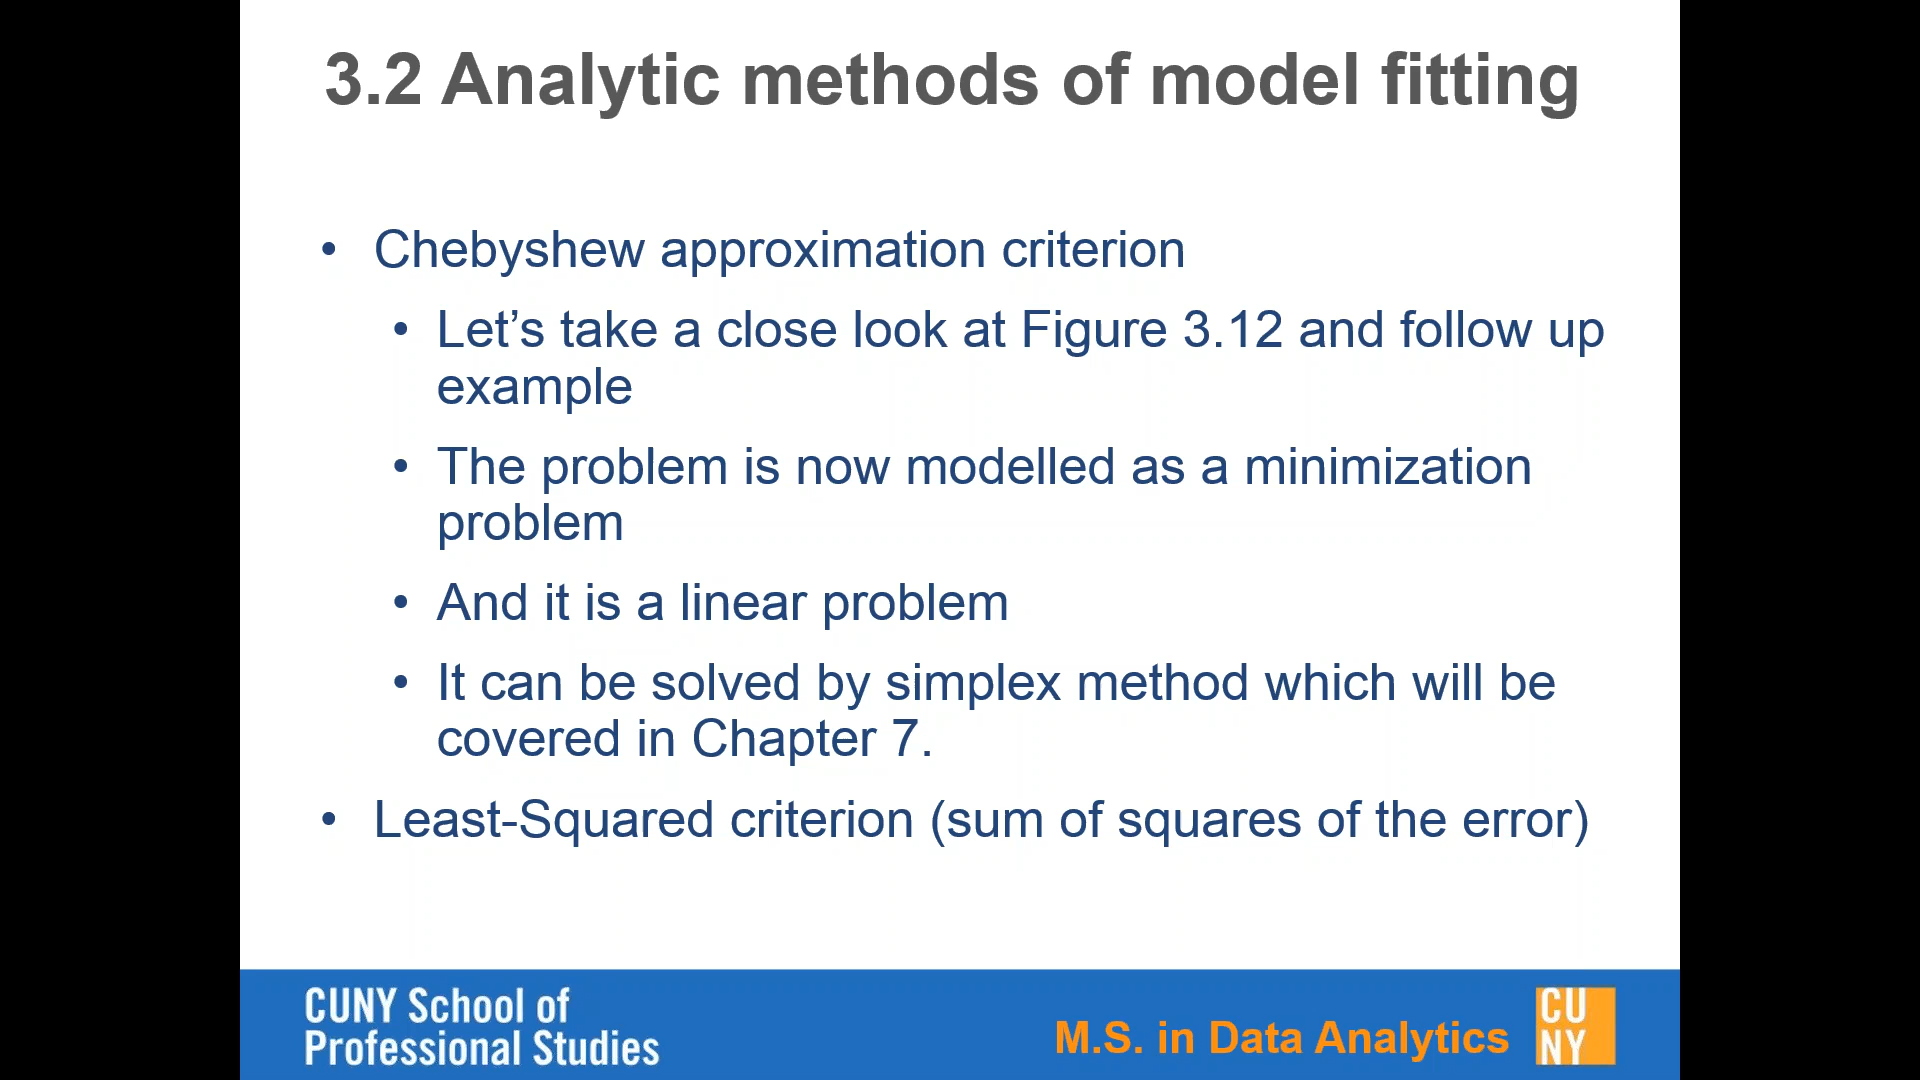 3.2 Analytic methods of model fitting
• Chebyshew approximation criterion
• Let’s take a close look at Figure 3.12 and follow up
example
• The problem is now modelled as a minimization
problem
• And it is a linear problem
• It can be solved by simplex method which will be
covered in Chapter 7.
• Least-Squared criterion (sum of squares of the error)
CUNY School of
Professional Studies
M.S. in Data Analytics
CU
NY